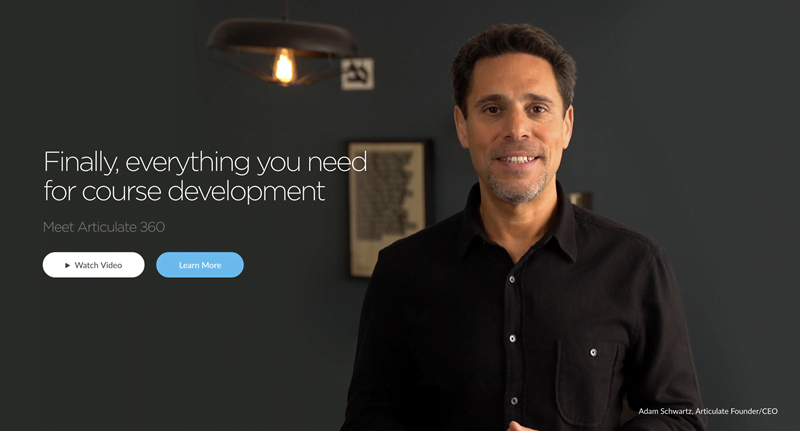 Finally, everything you need
for course development
Meet Articulate 360
Watch Video
Learn More
Adam Schwartz, Articulate Founder/CEO